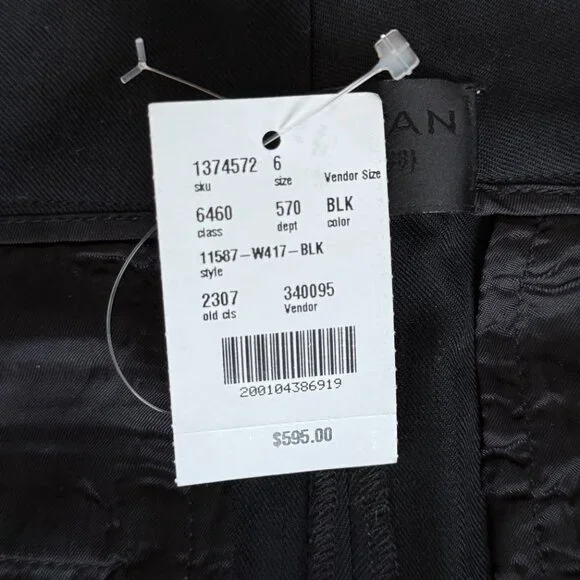 AN
1374572 6
sku size Vendor Size
6460 570 BLK
class dept color
11587-W417-BLK
style
2307 340095
old cls Vendor
200104386919
$595.00